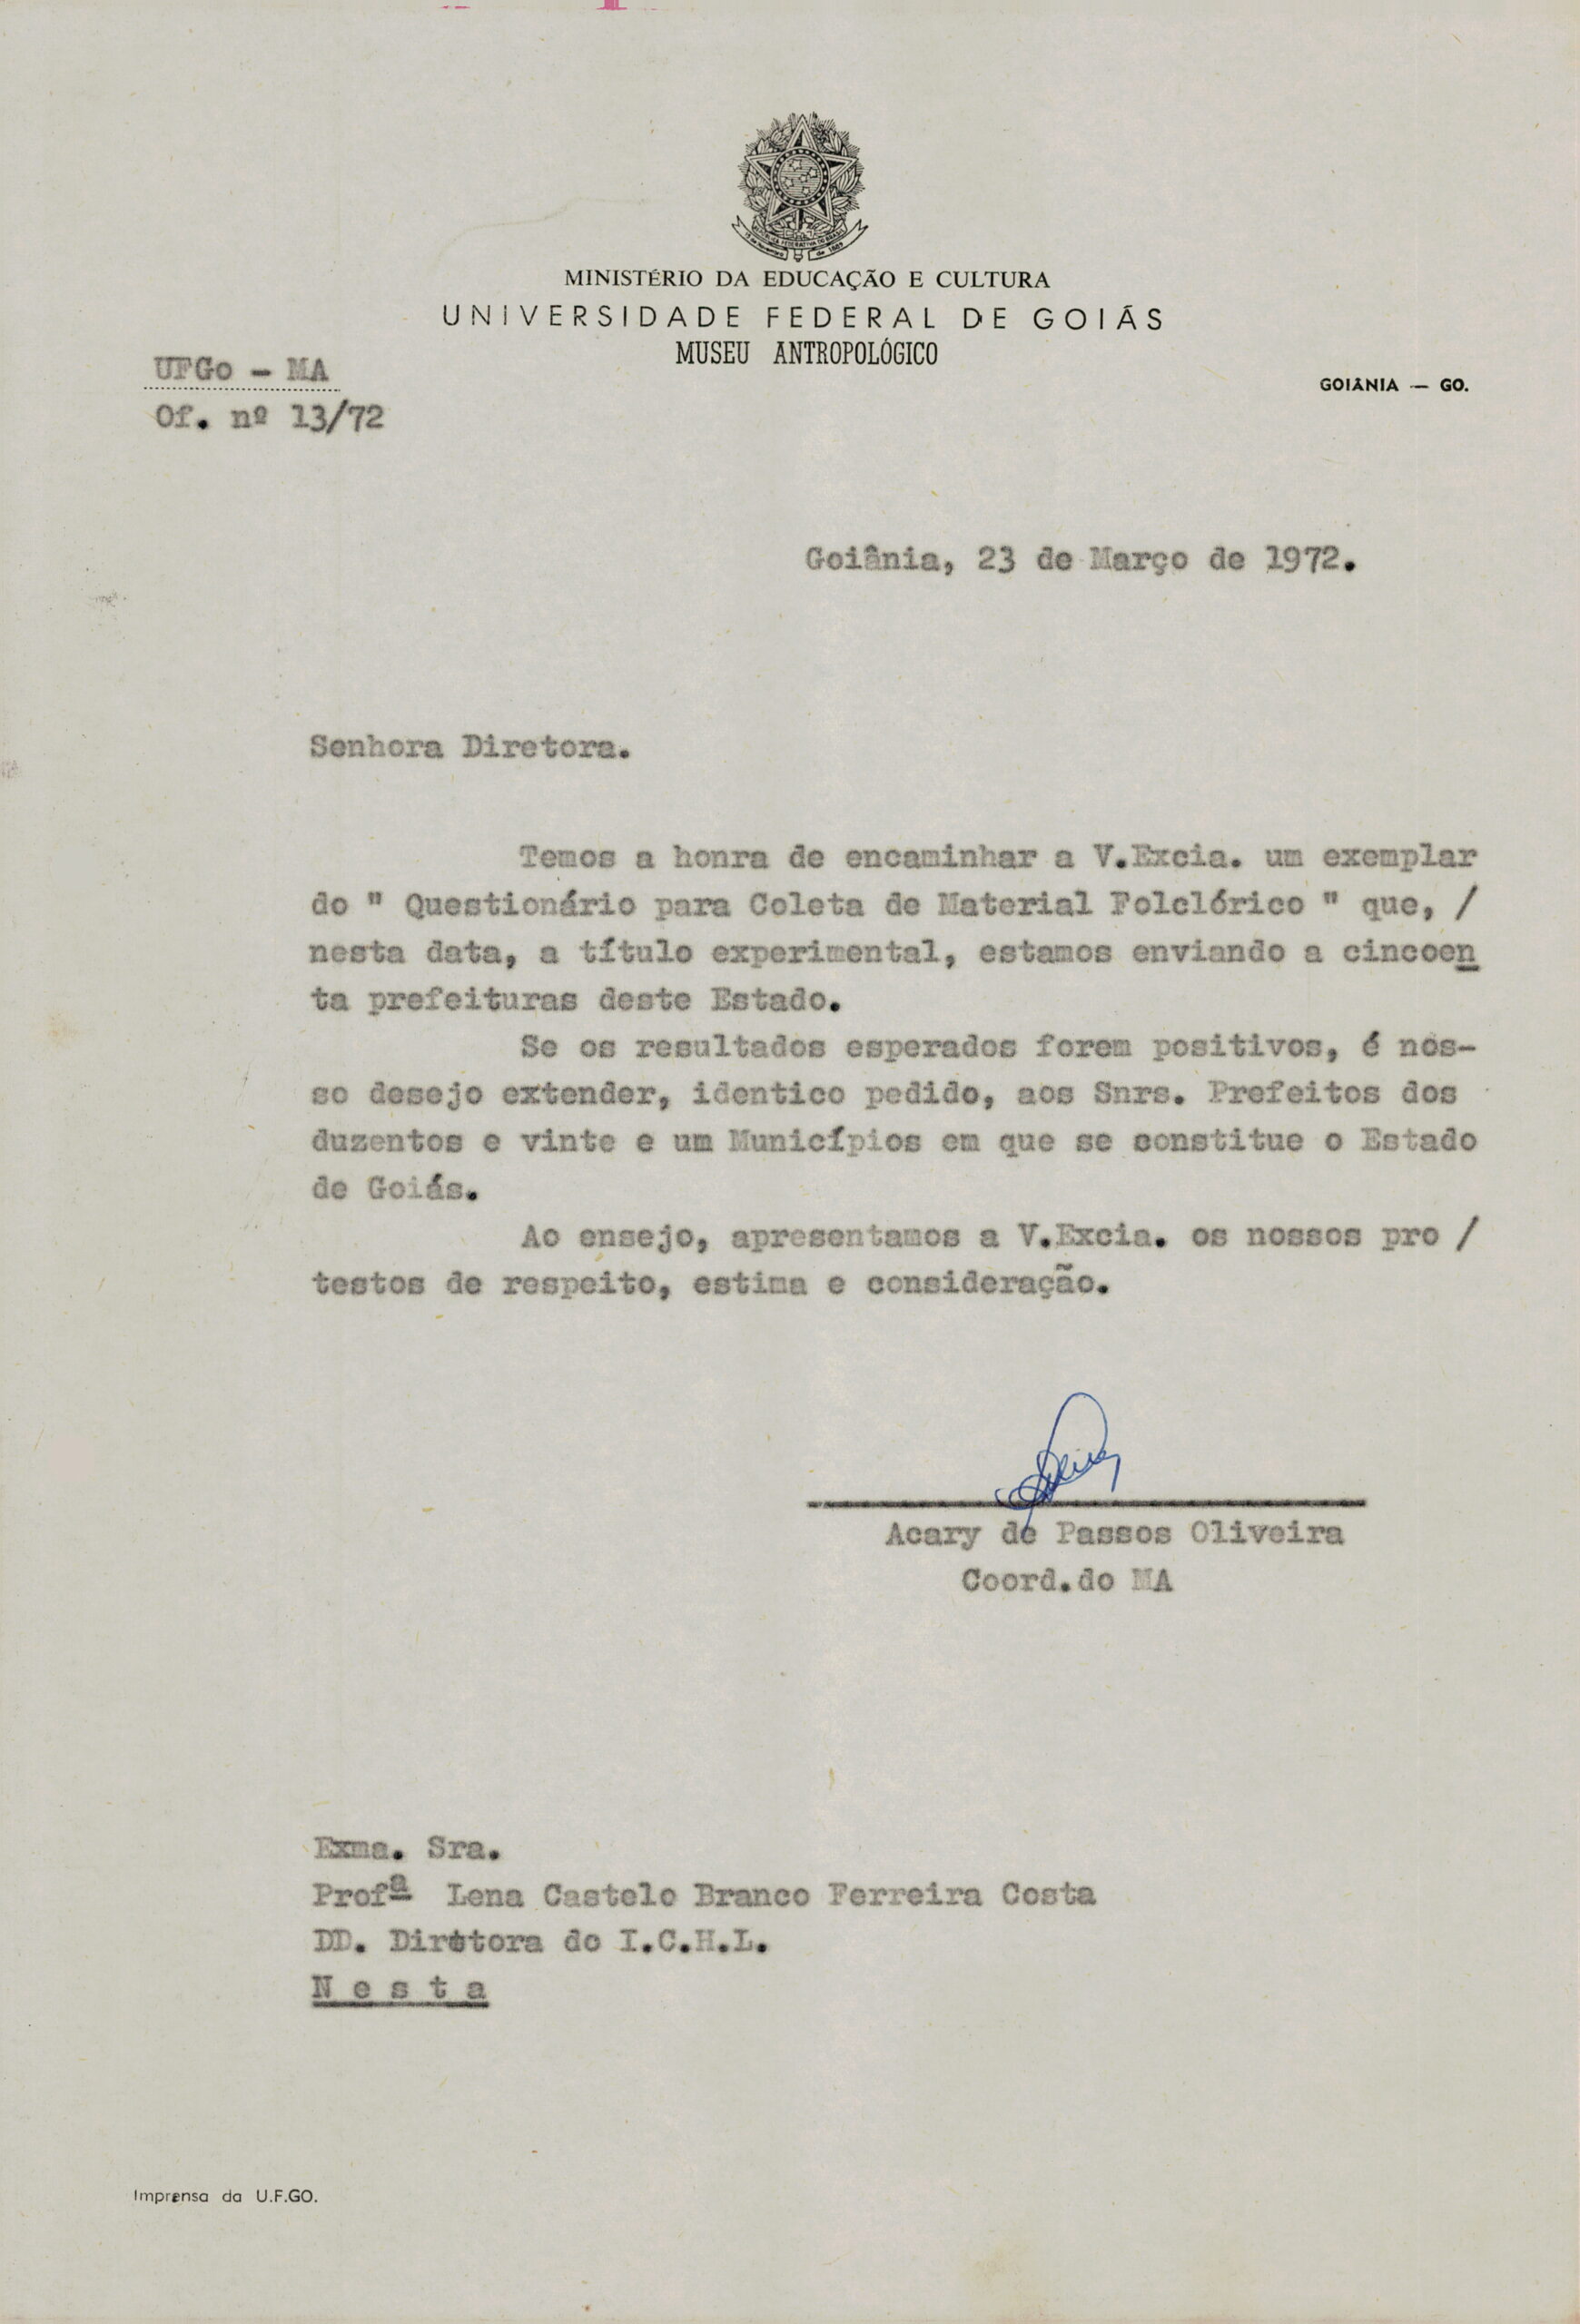 MINISTÉRIO DA EDUCAÇÃO E CULTURA
UNIVERSIDADE FEDERAL DE GOIÁS
MUSEU ANTROPOLÓGICO
GOIÂNIA — GO.
UFGo - MA
Of. nº 13/72
Goiânia, 23 de Março de 1972.
Senhora Diretora.
Temos a honra de encaminhar a V.Excia. um exemplar
do " Questionário para Coleta de Material Folclórico " que, /
nesta data, a título experimental, estamos enviando a cincoen
ta prefeituras deste Estado.
Se os resultados esperados forem positivos, é nos-
so desejo extender, identico pedido, aos Snrs. Prefeitos dos
duzentos e vinte e um Municípios em que se constitue o Estado
de Goiás.
Ao ensejo, apresentamos a V.Excia. os nossos pro /
testos de respeito, estima e consideração.
Acary de Passos Oliveira
Coord.do MA
Exma. Sra.
Profª Lena Castelo Branco Ferreira Costa
DD. Diretora do I.C.H.L.
N e s t a
Imprensa da U.F.GO.